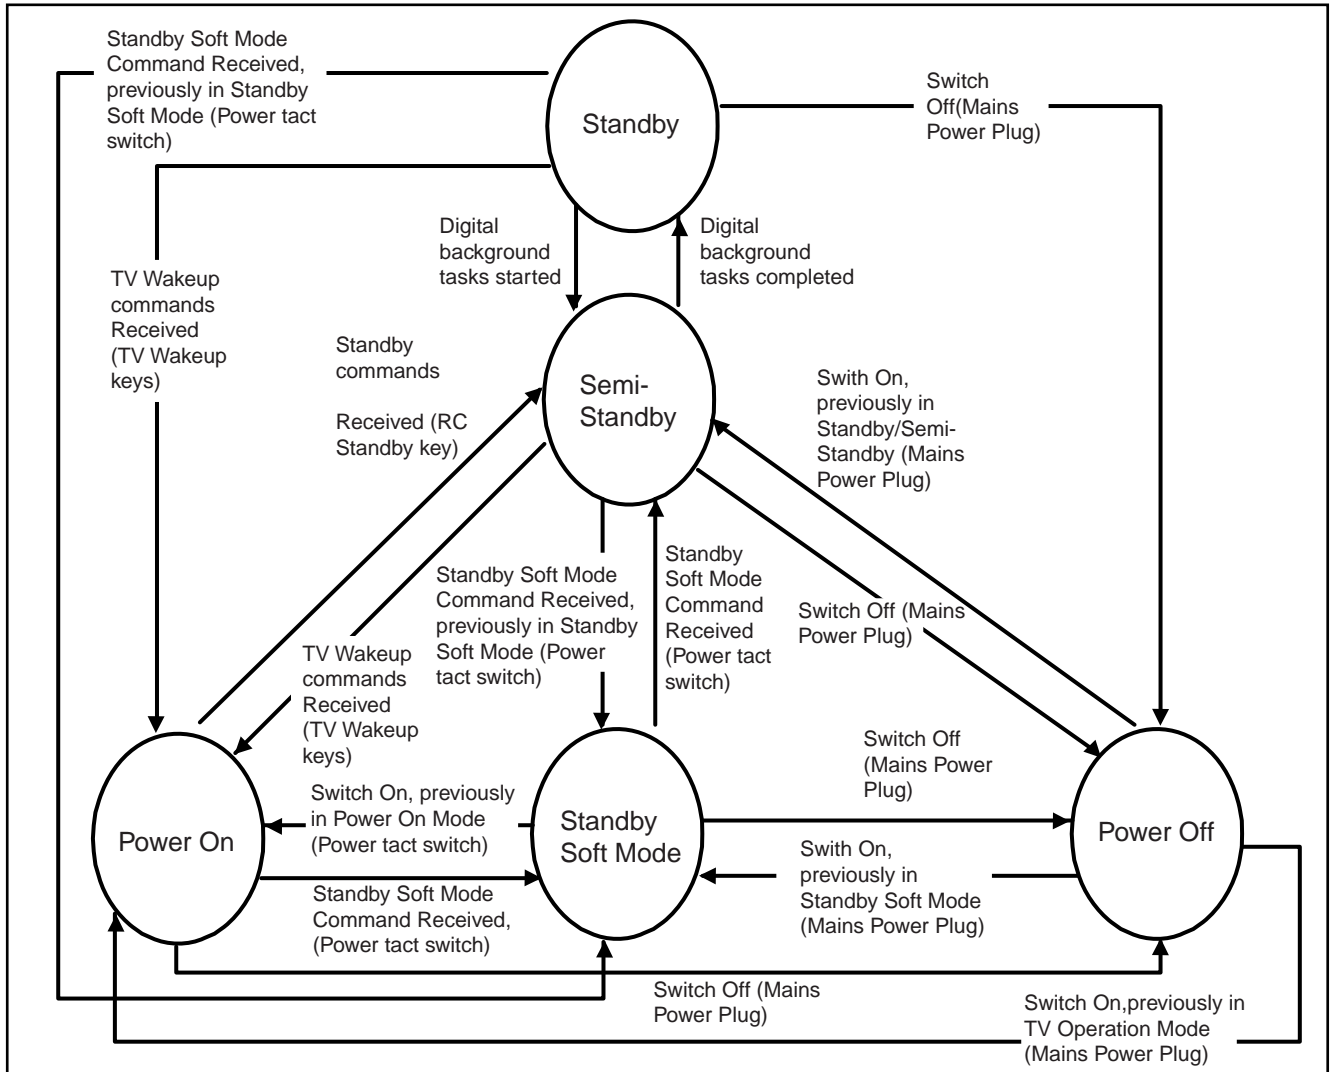 Standby Soft Mode
Command Received,
previously in Standby
Soft Mode (Power tact
switch)
Standby
Switch
Off(Mains
Power Plug)
Digital
background
tasks started
Digital
background
tasks completed
TV Wakeup
commands
Received
(TV Wakeup
keys)
Standby
commands
Received (RC
Standby key)
Semi-
Standby
Swith On,
previously in
Standby/Semi-
Standby (Mains
Power Plug)
Standby Soft Mode
Command Received,
previously in Standby
Soft Mode (Power
tact switch)
Standby
Soft Mode
Command
Received
(Power tact
switch)
Switch Off (Mains
Power Plug)
TV Wakeup
commands
Received
(TV Wakeup
keys)
Switch Off
(Mains Power
Plug)
Power On
Switch On, previously
in Power On Mode
(Power tact switch)
Standby
Soft Mode
Power Off
Swith On,
previously in
Standby Soft Mode
(Mains Power Plug)
Standby Soft Mode
Command Received,
(Power tact switch)
Switch Off (Mains
Power Plug)
Switch On,previously in
TV Operation Mode
(Mains Power Plug)